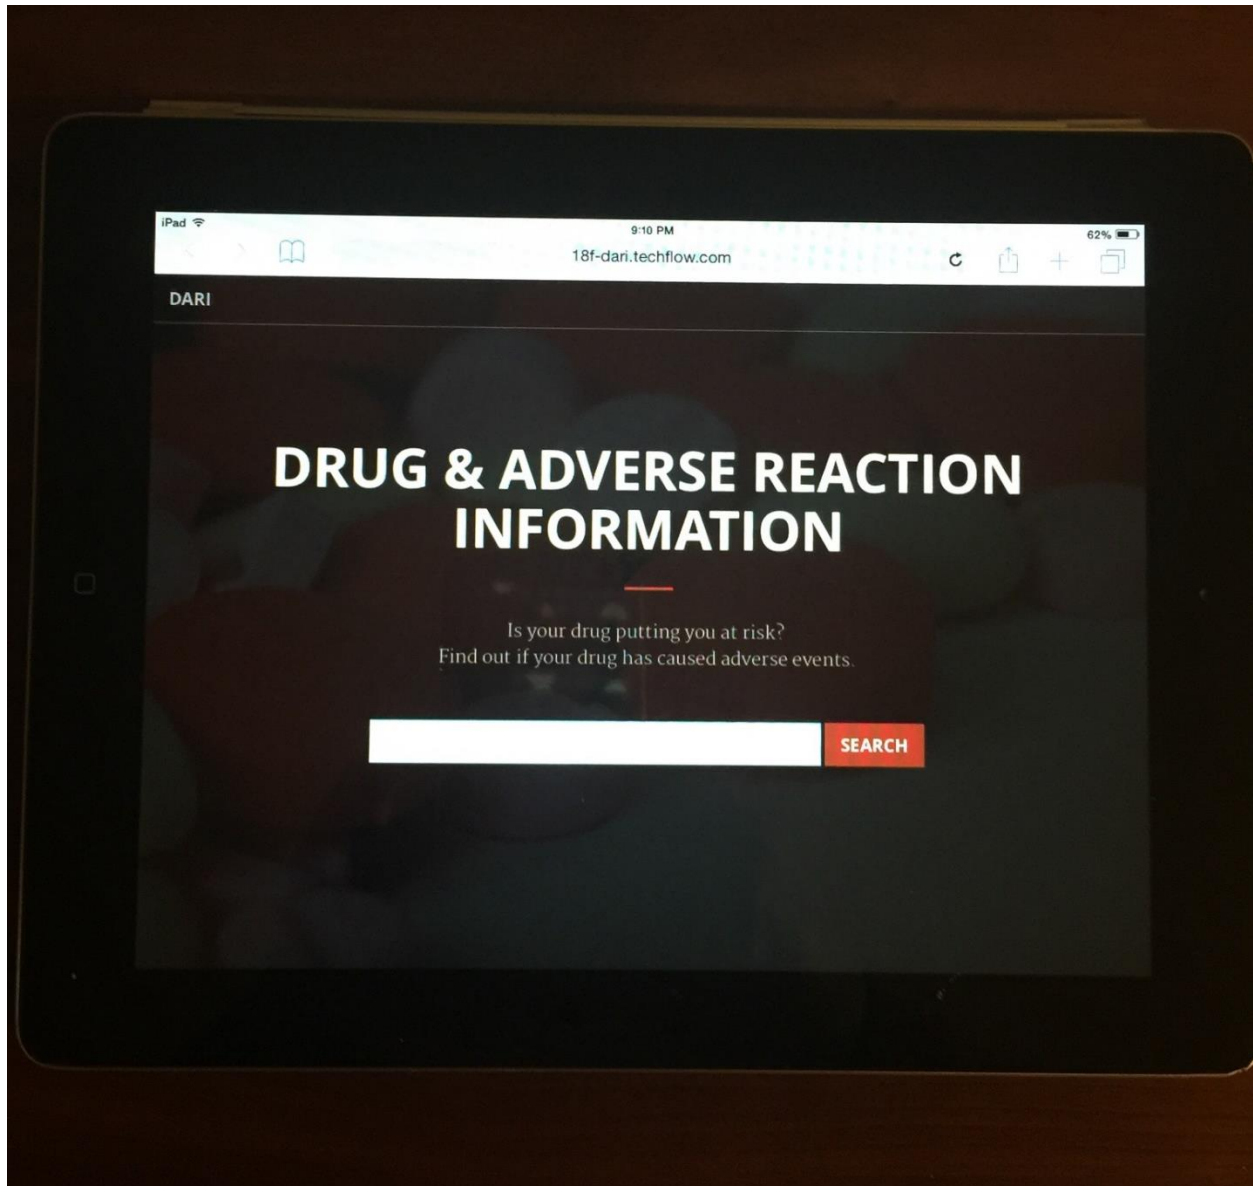 iPad
9:10 PM
62%
18f-dari.techflow.com
DARI
DRUG & ADVERSE REACTION
INFORMATION
Is your drug putting you at risk?
Find out if your drug has caused adverse events.
SEARCH